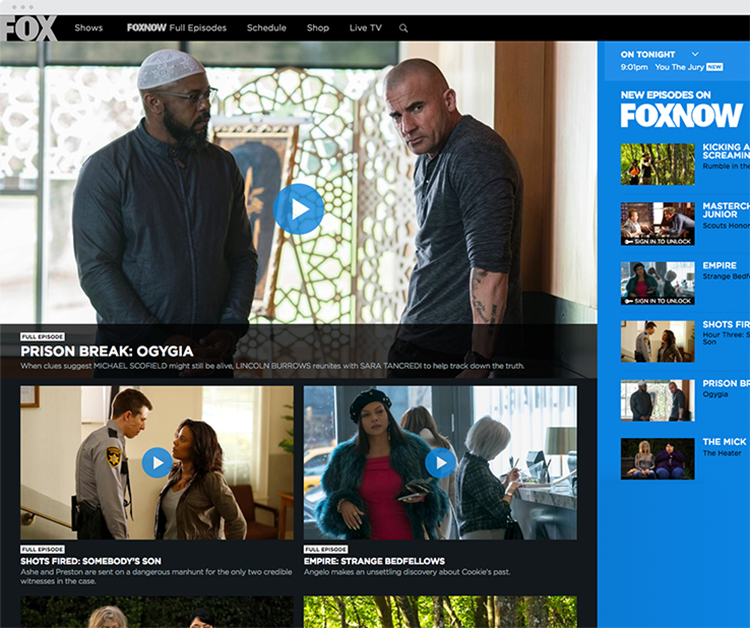 FOX
Shows
FOXNOW Full Episodes
Schedule
Shop
Live TV
FULL EPISODE
PRISON BREAK: OGYGIA
When clues suggest MICHAEL SCOFIELD might still be alive, LINCOLN BURROWS reunites with SARA TANCREDI to help track down the truth.
FULL EPISODE
SHOTS FIRED: SOMEBODY'S SON
Ashe and Preston are sent on a dangerous manhunt for the only two credible
witnesses in the case.
FULL EPISODE
EMPIRE: STRANGE BEDFELLOWS
Angelo makes an unsettling discovery about Cookie's past.
ON TONIGHT
9:01pm You The Jury NEW
NEW EPISODES ON
FOXNOW
KICKING A
SCREAMIN
Rumble in the
MASTERCH
JUNIOR
Scouts Honor
SIGN IN TO UNLOCK
EMPIRE
Strange Bedf
SIGN IN TO UNLOCK
SHOTS FIR
Hour Three: S
Son
PRISON BR
Ogygia
THE MICK
The Heater